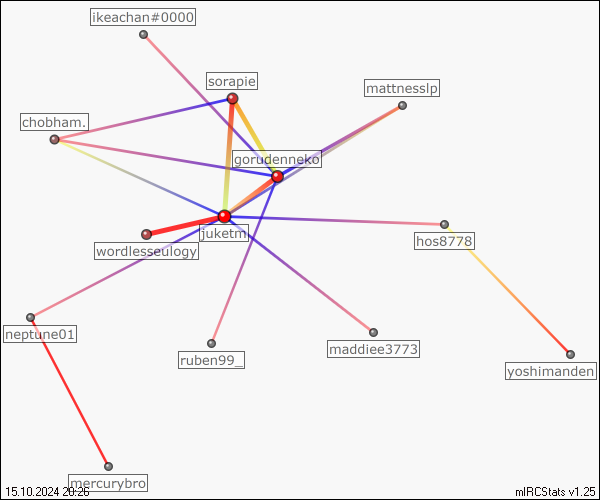 ikeachan#0000
sorapie
mattnesslp
chobham.
gorudenneko
juketm
hos8778
wordlesseulogy
neptune01
ruben99_
maddiee3773
yoshimanden
mercurybro
15.10.2024 20:26
mIRCStats v1.25